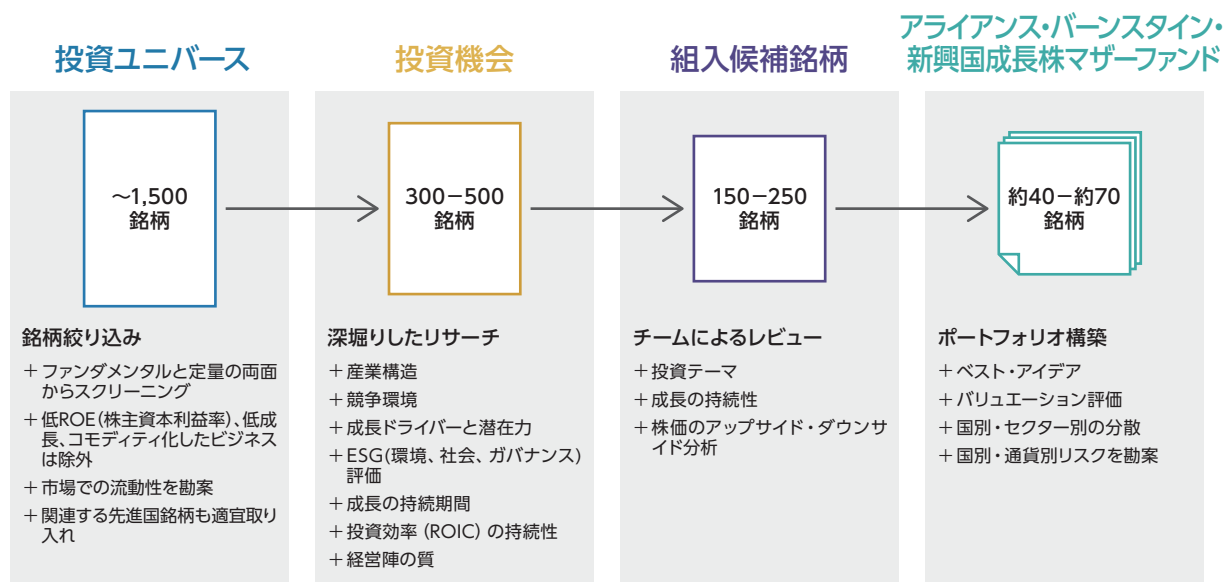 投資ユニバース
~1,500
銘柄
銘柄絞り込み
+ ファンダメンタルと定量の両面
からスクリーニング
+ 低ROE(株主資本利益率)、低成
長、コモディティ化したビジネス
は除外
+ 市場での流動性を勘案
+ 関連する先進国銘柄も適宜取り
入れ
投資機会
300-500
銘柄
深堀りしたリサーチ
+ 産業構造
+ 競争環境
+ 成長ドライバーと潜在力
+ ESG(環境、社会、ガバナンス)
評価
+ 成長の持続期間
+ 投資効率 (ROIC) の持続性
+ 経営陣の質
組入候補銘柄
150-250
銘柄
チームによるレビュー
+ 投資テーマ
+ 成長の持続性
+ 株価のアップサイド・ダウンサ
イド分析
アライアンス・バーンスタイン・
新興国成長株マザーファンド
約40-約70
銘柄
ポートフォリオ構築
+ ベスト・アイデア
+ バリュエーション評価
+ 国別・セクター別の分散
+ 国別・通貨別リスクを勘案